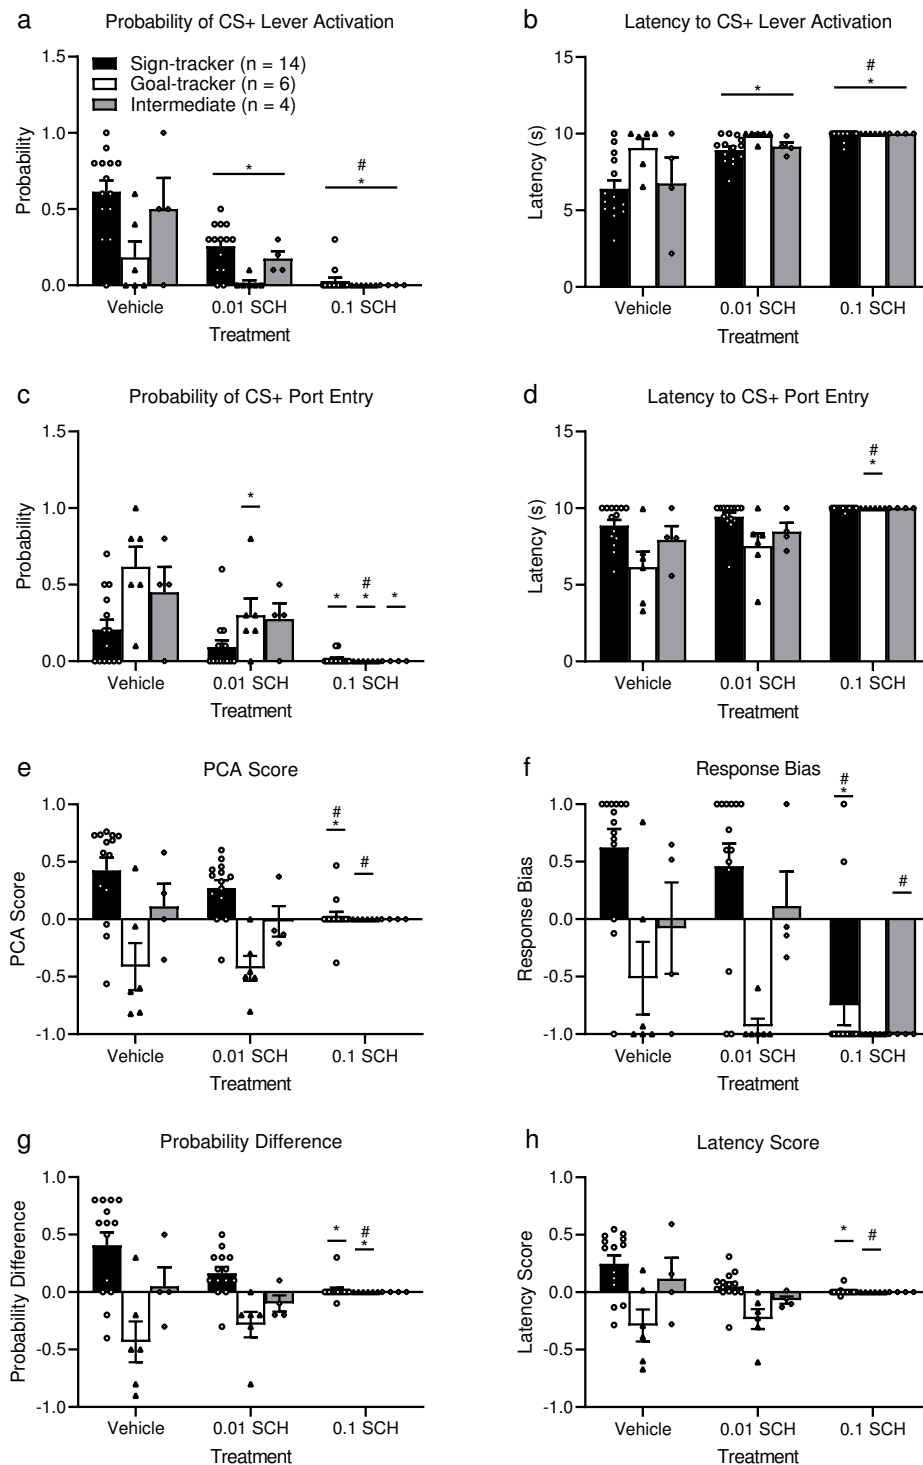 a Probability of CS+ Lever Activation
1.5
1.0
0.5
0.0
Probability
Sign-tracker (n = 14)
Goal-tracker (n = 6)
Intermediate (n = 4)
*
#
*
Vehicle 0.01 SCH 0.1 SCH
Treatment
b Latency to CS+ Lever Activation
15
10
5
0
Latency (s)
*
#
*
Vehicle 0.01 SCH 0.1 SCH
Treatment
c Probability of CS+ Port Entry
1.5
1.0
0.5
0.0
Probability
*
#
* * *
Vehicle 0.01 SCH 0.1 SCH
Treatment
d Latency to CS+ Port Entry
15
10
5
0
Latency (s)
#
*
Vehicle 0.01 SCH 0.1 SCH
Treatment
e PCA Score
1.0
0.5
0.0
-0.5
-1.0
PCA Score
#
*
#
Vehicle 0.01 SCH 0.1 SCH
Treatment
f Response Bias
1.0
0.5
0.0
-0.5
-1.0
Response Bias
#
*
#
Vehicle 0.01 SCH 0.1 SCH
Treatment
g Probability Difference
1.0
0.5
0.0
-0.5
-1.0
Probability Difference
*
#
*
Vehicle 0.01 SCH 0.1 SCH
Treatment
h Latency Score
1.0
0.5
0.0
-0.5
-1.0
Latency Score
*
#
Vehicle 0.01 SCH 0.1 SCH
Treatment